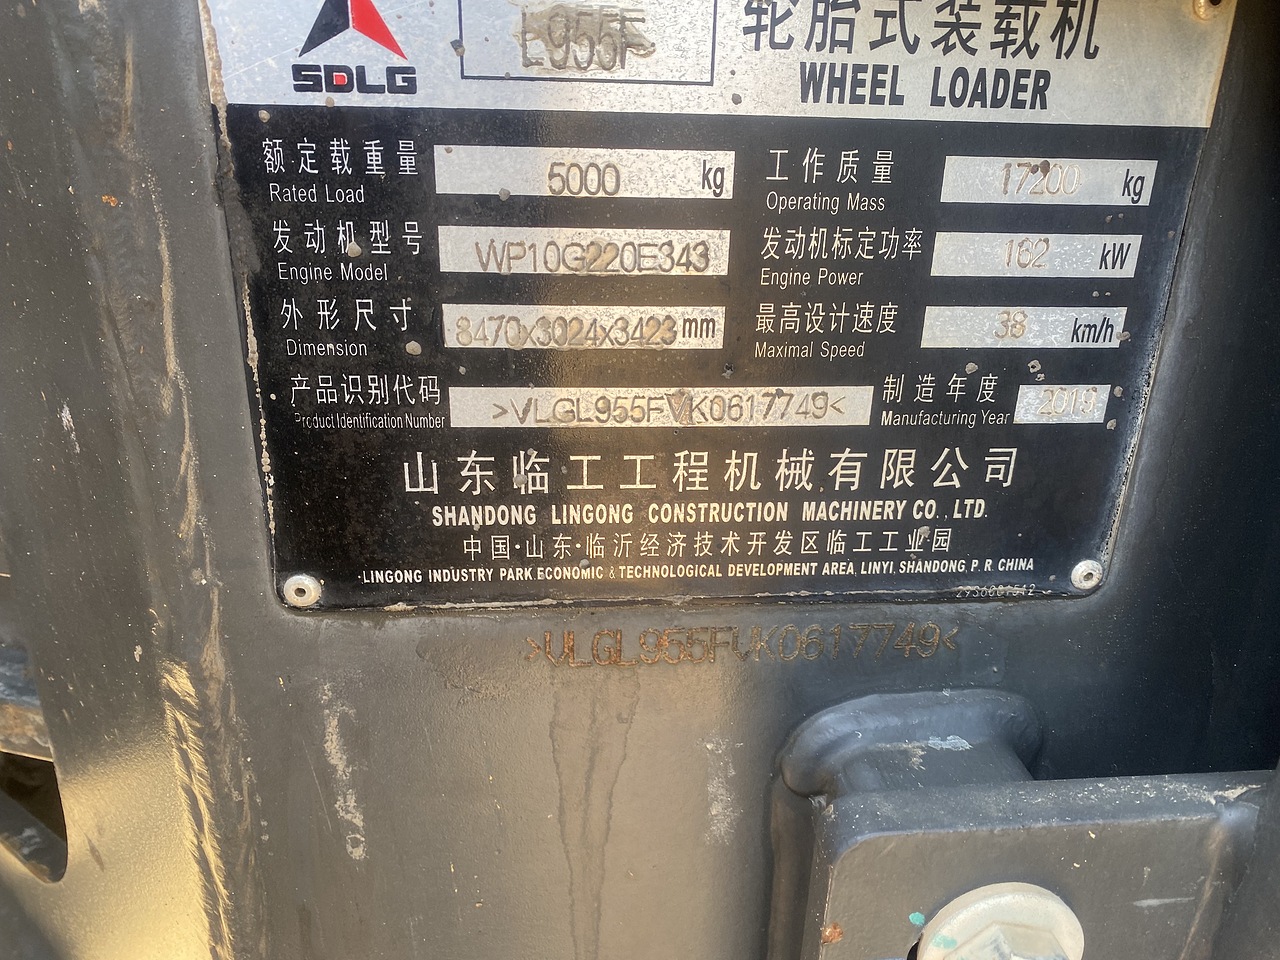 SDLG
L955F
轮胎式装载机
WHEEL LOADER
额定载重量 5000 kg 工作质量 17200 kg
Rated Load Operating Mass
发动机型号 WP10G220E343 发动机标定功率 162 kW
Engine Model Engine Power
外形尺寸 8470x3024x3423 mm 最高设计速度 38 km/h
Dimension Maximal Speed
产品识别代码 >VLGL955FVK0617749< 制造年度 2019
Product Identification Number Manufacturing Year
山东临工工程机械有限公司
SHANDONG LINGONG CONSTRUCTION MACHINERY CO., LTD.
中国·山东·临沂经济技术开发区临工工业园
LINGONG INDUSTRY PARK ECONOMIC & TECHNOLOGICAL DEVELOPMENT AREA, LINYI, SHANDONG, P. R. CHINA
>VLGL955FVK0617749<